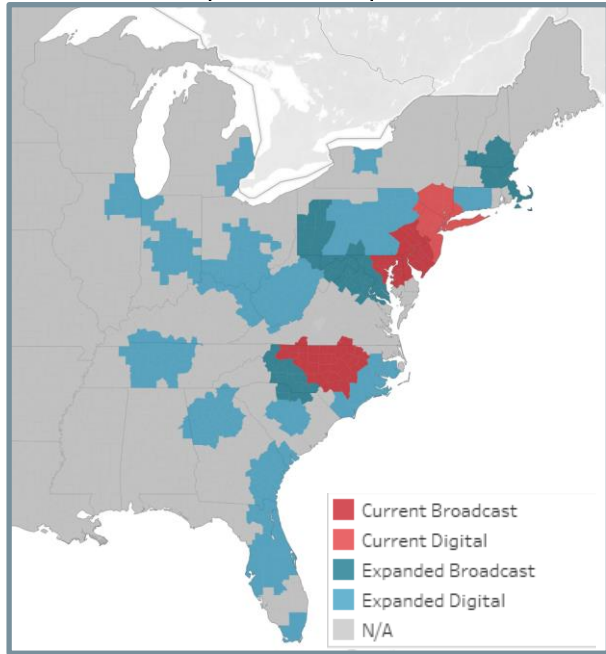 Current Broadcast
Current Digital
Expanded Broadcast
Expanded Digital
N/A